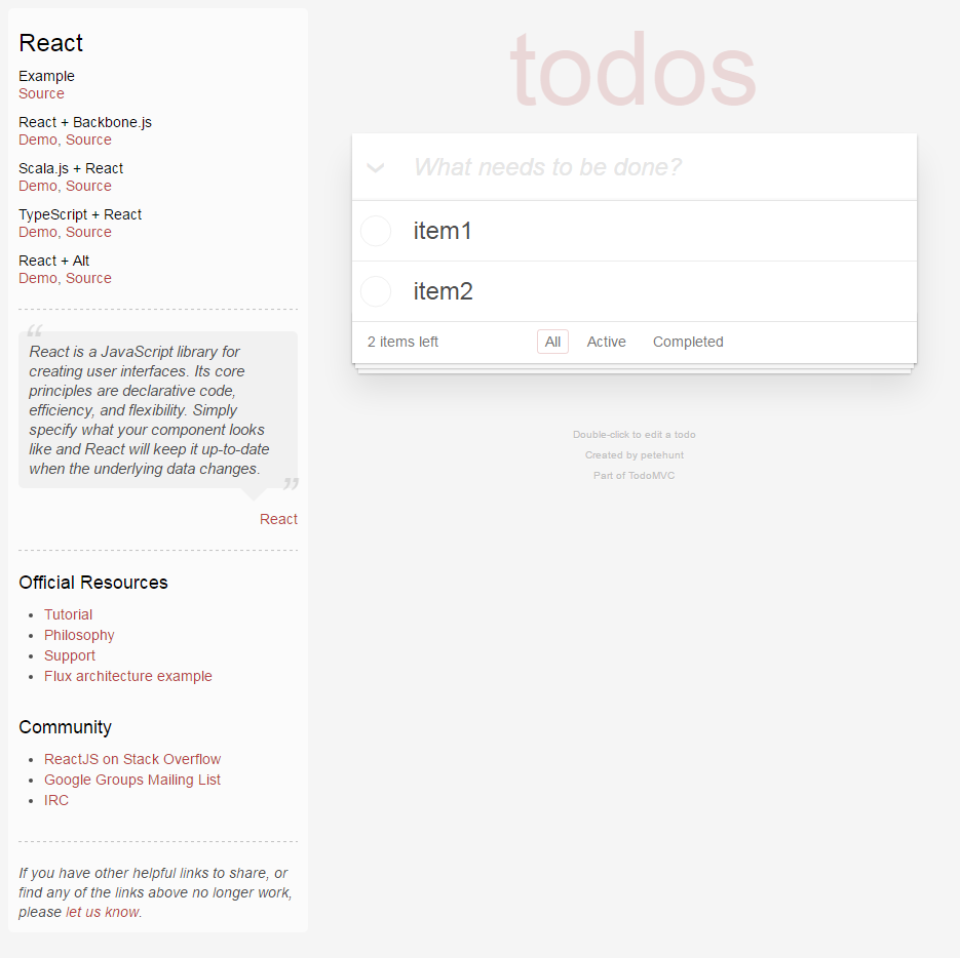 React
Example
Source
React + Backbone.js
Demo, Source
Scala.js + React
Demo, Source
TypeScript + React
Demo, Source
React + Alt
Demo, Source
“
React is a JavaScript library for
creating user interfaces. Its core
principles are declarative code,
efficiency, and flexibility. Simply
specify what your component looks
like and React will keep it up-to-date
when the underlying data changes.
”
React
Official Resources
• Tutorial
• Philosophy
• Support
• Flux architecture example
Community
• ReactJS on Stack Overflow
• Google Groups Mailing List
• IRC
If you have other helpful links to share, or
find any of the links above no longer work,
please let us know.
todos
What needs to be done?
item1
item2
2 items left All Active Completed
Double-click to edit a todo
Created by petehunt
Part of TodoMVC